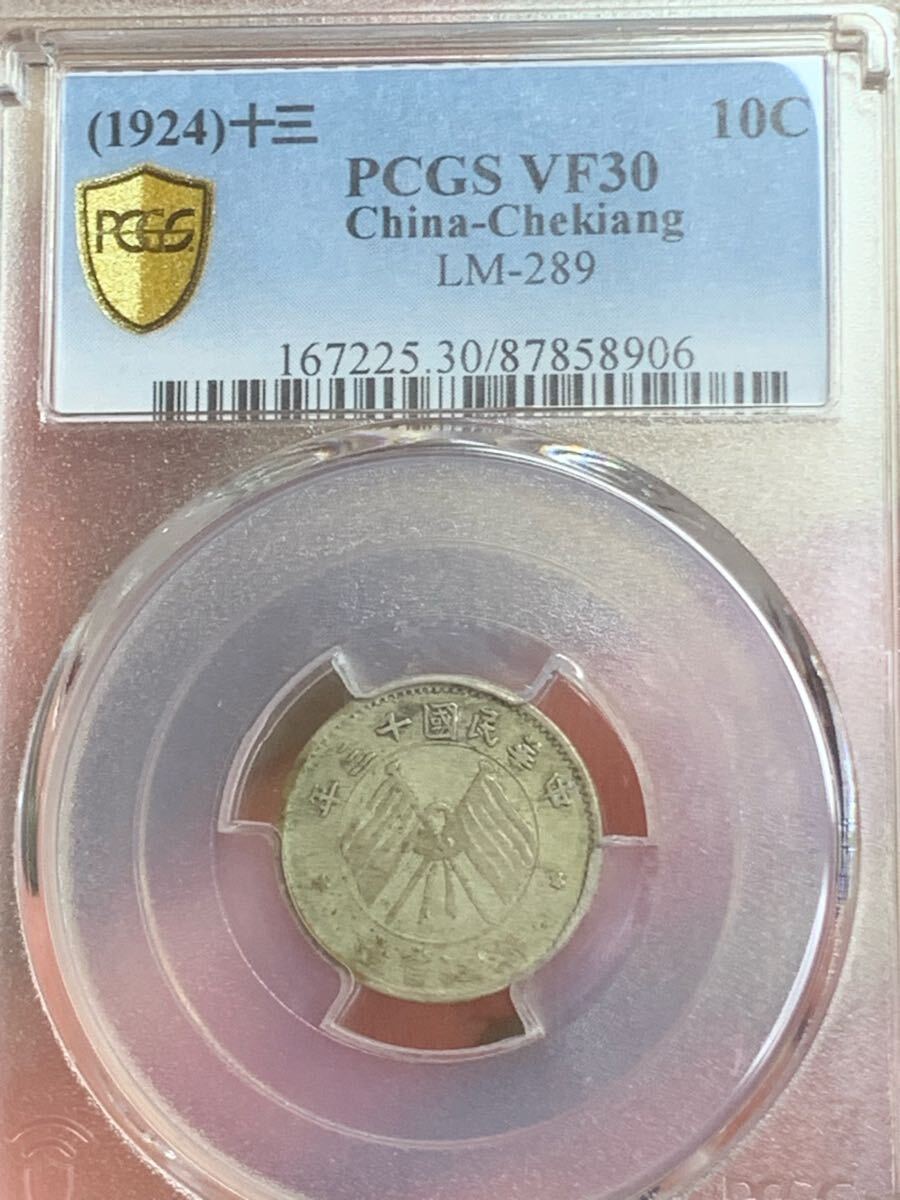 (1924)十三 10C
PCGS VF30
China-Chekiang
LM-289
PCGS
167225.30/87858906
中華民國十三年